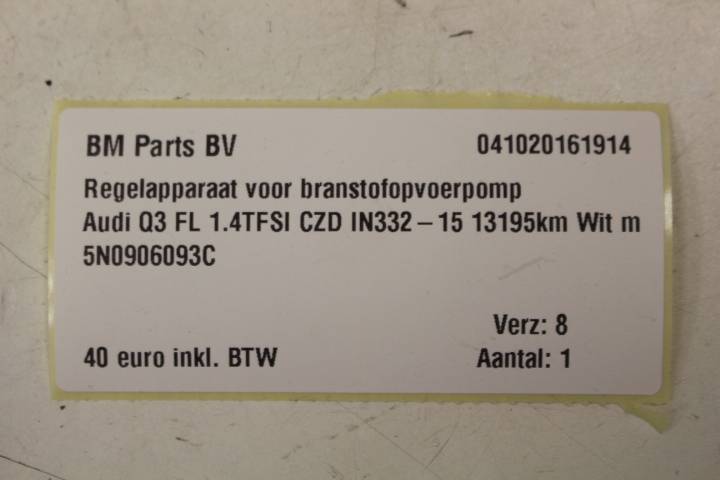 BM Parts BV 041020161914
Regelapparaat voor branstofopvoerpomp
Audi Q3 FL 1.4TFSI CZD IN332 – 15 13195km Wit m
5N0906093C
Verz: 8
40 euro inkl. BTW Aantal: 1